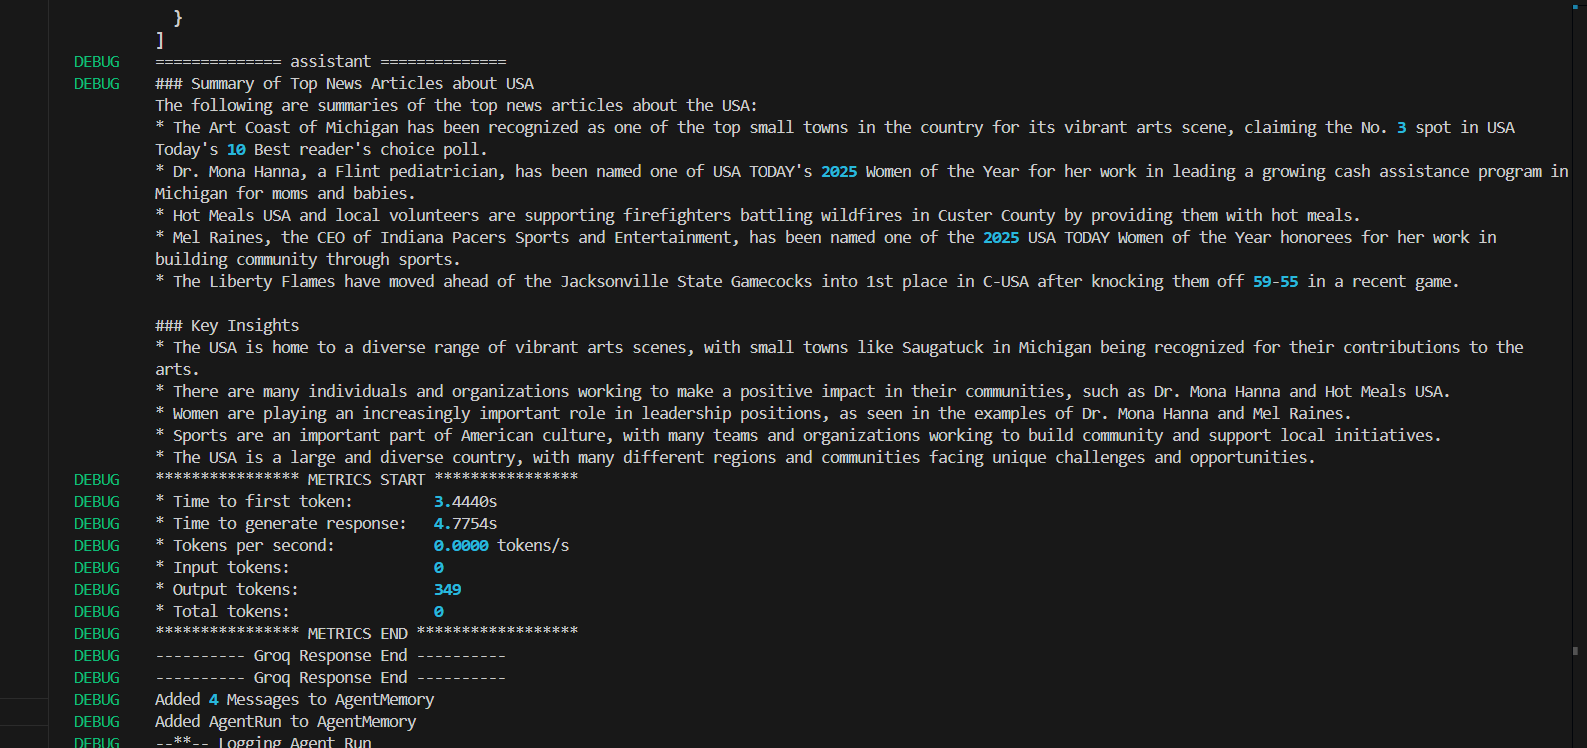 }
]
DEBUG ============== assistant ==============
DEBUG ### Summary of Top News Articles about USA
The following are summaries of the top news articles about the USA:
* The Art Coast of Michigan has been recognized as one of the top small towns in the country for its vibrant arts scene, claiming the No. 3 spot in USA
Today's 10 Best reader's choice poll.
* Dr. Mona Hanna, a Flint pediatrician, has been named one of USA TODAY's 2025 Women of the Year for her work in leading a growing cash assistance program in
Michigan for moms and babies.
* Hot Meals USA and local volunteers are supporting firefighters battling wildfires in Custer County by providing them with hot meals.
* Mel Raines, the CEO of Indiana Pacers Sports and Entertainment, has been named one of the 2025 USA TODAY Women of the Year honorees for her work in
building community through sports.
* The Liberty Flames have moved ahead of the Jacksonville State Gamecocks into 1st place in C-USA after knocking them off 59-55 in a recent game.

### Key Insights
* The USA is home to a diverse range of vibrant arts scenes, with small towns like Saugatuck in Michigan being recognized for their contributions to the
arts.
* There are many individuals and organizations working to make a positive impact in their communities, such as Dr. Mona Hanna and Hot Meals USA.
* Women are playing an increasingly important role in leadership positions, as seen in the examples of Dr. Mona Hanna and Mel Raines.
* Sports are an important part of American culture, with many teams and organizations working to build community and support local initiatives.
* The USA is a large and diverse country, with many different regions and communities facing unique challenges and opportunities.
DEBUG **************** METRICS START ****************
DEBUG * Time to first token: 3.4440s
DEBUG * Time to generate response: 4.7754s
DEBUG * Tokens per second: 0.0000 tokens/s
DEBUG * Input tokens: 0
DEBUG * Output tokens: 349
DEBUG * Total tokens: 0
DEBUG **************** METRICS END ******************
DEBUG ---------- Groq Response End ----------
DEBUG ---------- Groq Response End ----------
DEBUG Added 4 Messages to AgentMemory
DEBUG Added AgentRun to AgentMemory
DEBUG --**-- Logging Agent Run